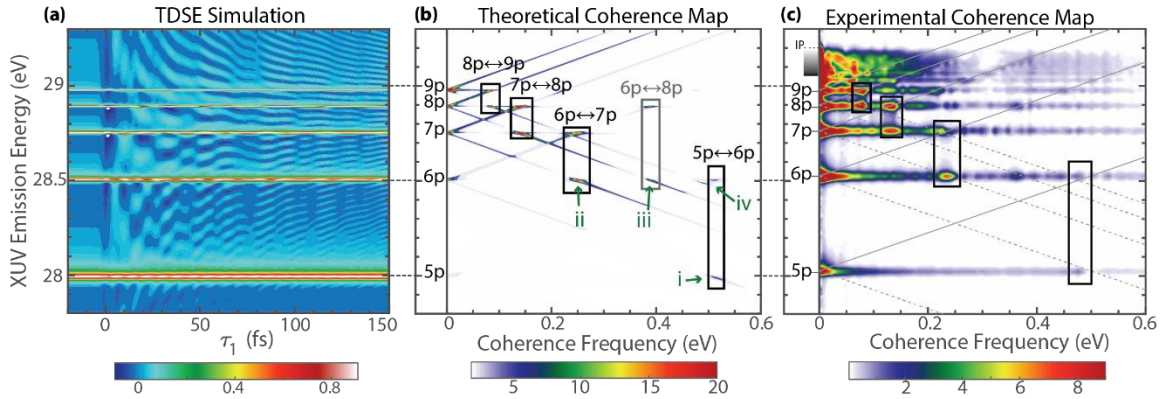 (a) TDSE Simulation
XUV Emission Energy (eV)
29
28.5
28
0 50 100 150
τ1 (fs)
0 0.4 0.8
(b) Theoretical Coherence Map
8p↔9p
7p↔8p
6p↔8p
6p↔7p
5p↔6p
9p
8p
7p
6p
5p
ii
iii
iv
i
0 0.2 0.4 0.6
Coherence Frequency (eV)
5 10 15 20
(c) Experimental Coherence Map
IP
9p
8p
7p
6p
5p
0 0.2 0.4 0.6
Coherence Frequency (eV)
2 4 6 8